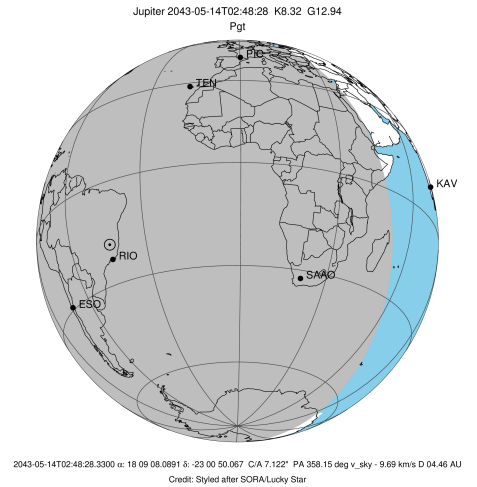 Jupiter 2043-05-14T02:48:28 K8.32 G12.94
Pgt
PIC
TEN
KAV
RIO
SAAO
ESO
2043-05-14T02:48:28.3300 α: 18 09 08.0891 δ: -23 00 50.067 C/A 7.122" PA 358.15 deg v_sky - 9.69 km/s D 04.46 AU
Credit: Styled after SORA/Lucky Star